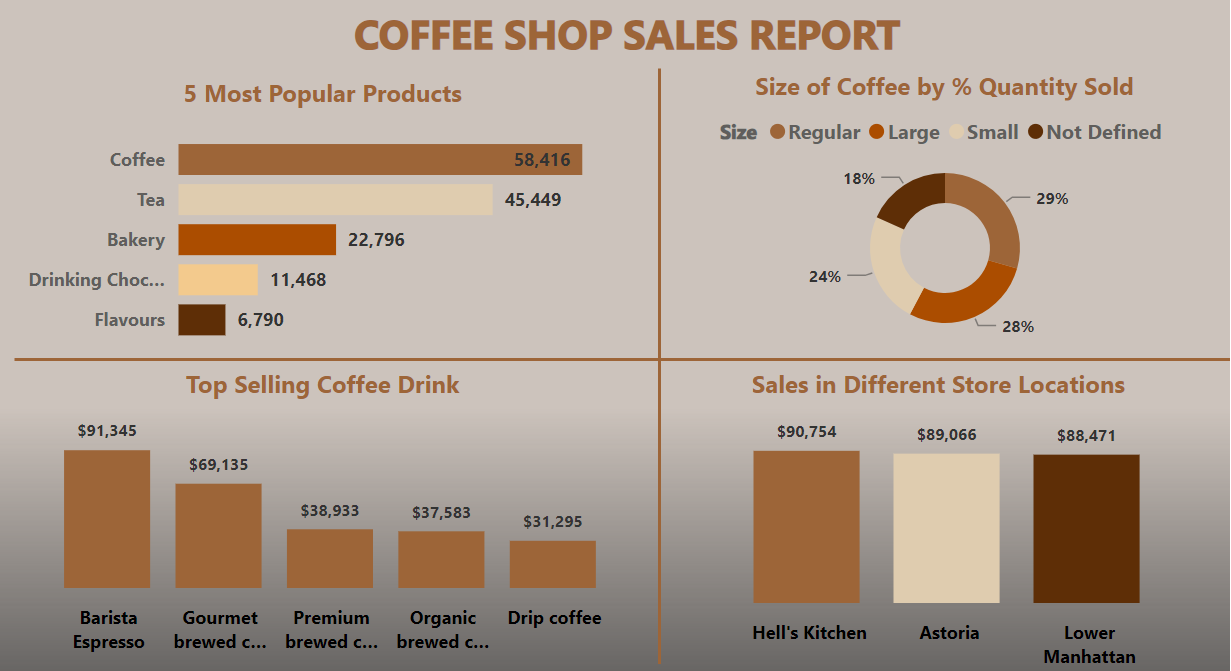 COFFEE SHOP SALES REPORT
5 Most Popular Products
Coffee 58,416
Tea 45,449
Bakery 22,796
Drinking Choc... 11,468
Flavours 6,790
Size of Coffee by % Quantity Sold
Size Regular Large Small Not Defined
18%
29%
24%
28%
Top Selling Coffee Drink
$91,345
$69,135
$38,933
$37,583
$31,295
Barista Gourmet Premium Organic Drip coffee
Espresso brewed c... brewed c... brewed c...
Sales in Different Store Locations
$90,754
$89,066
$88,471
Hell's Kitchen Astoria Lower
Manhattan